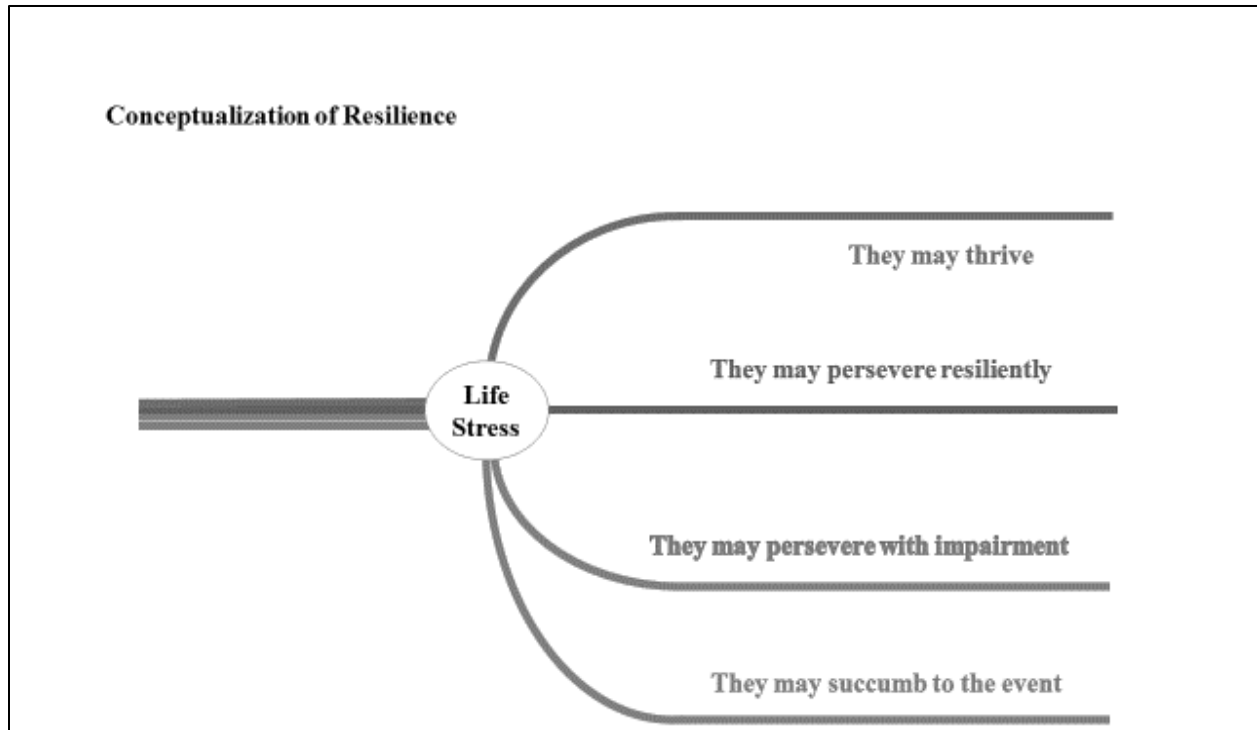 Conceptualization of Resilience
They may thrive
They may persevere resiliently
Life
Stress
They may persevere with impairment
They may succumb to the event